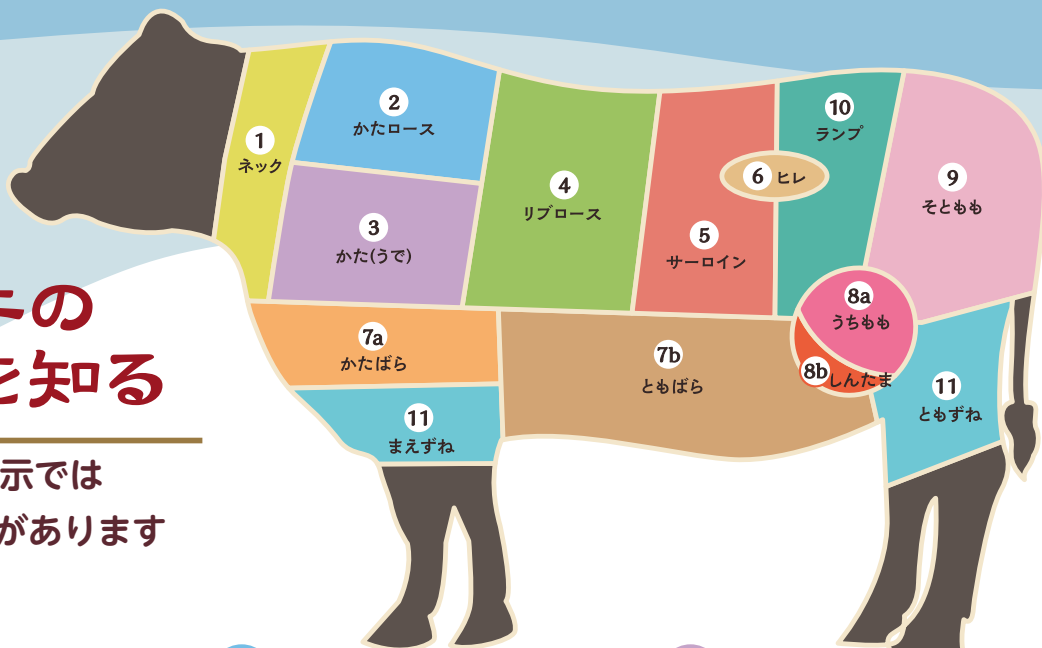 1
ネック
2
かたロース
3
かた(うで)
4
リブロース
5
サーロイン
6 ヒレ
10
ランプ
9
そともも
8a
うちもも
8b しんたま
7a
かたばら
7b
ともばら
11
まえずね
11
ともずね
の
知る
示では
があります